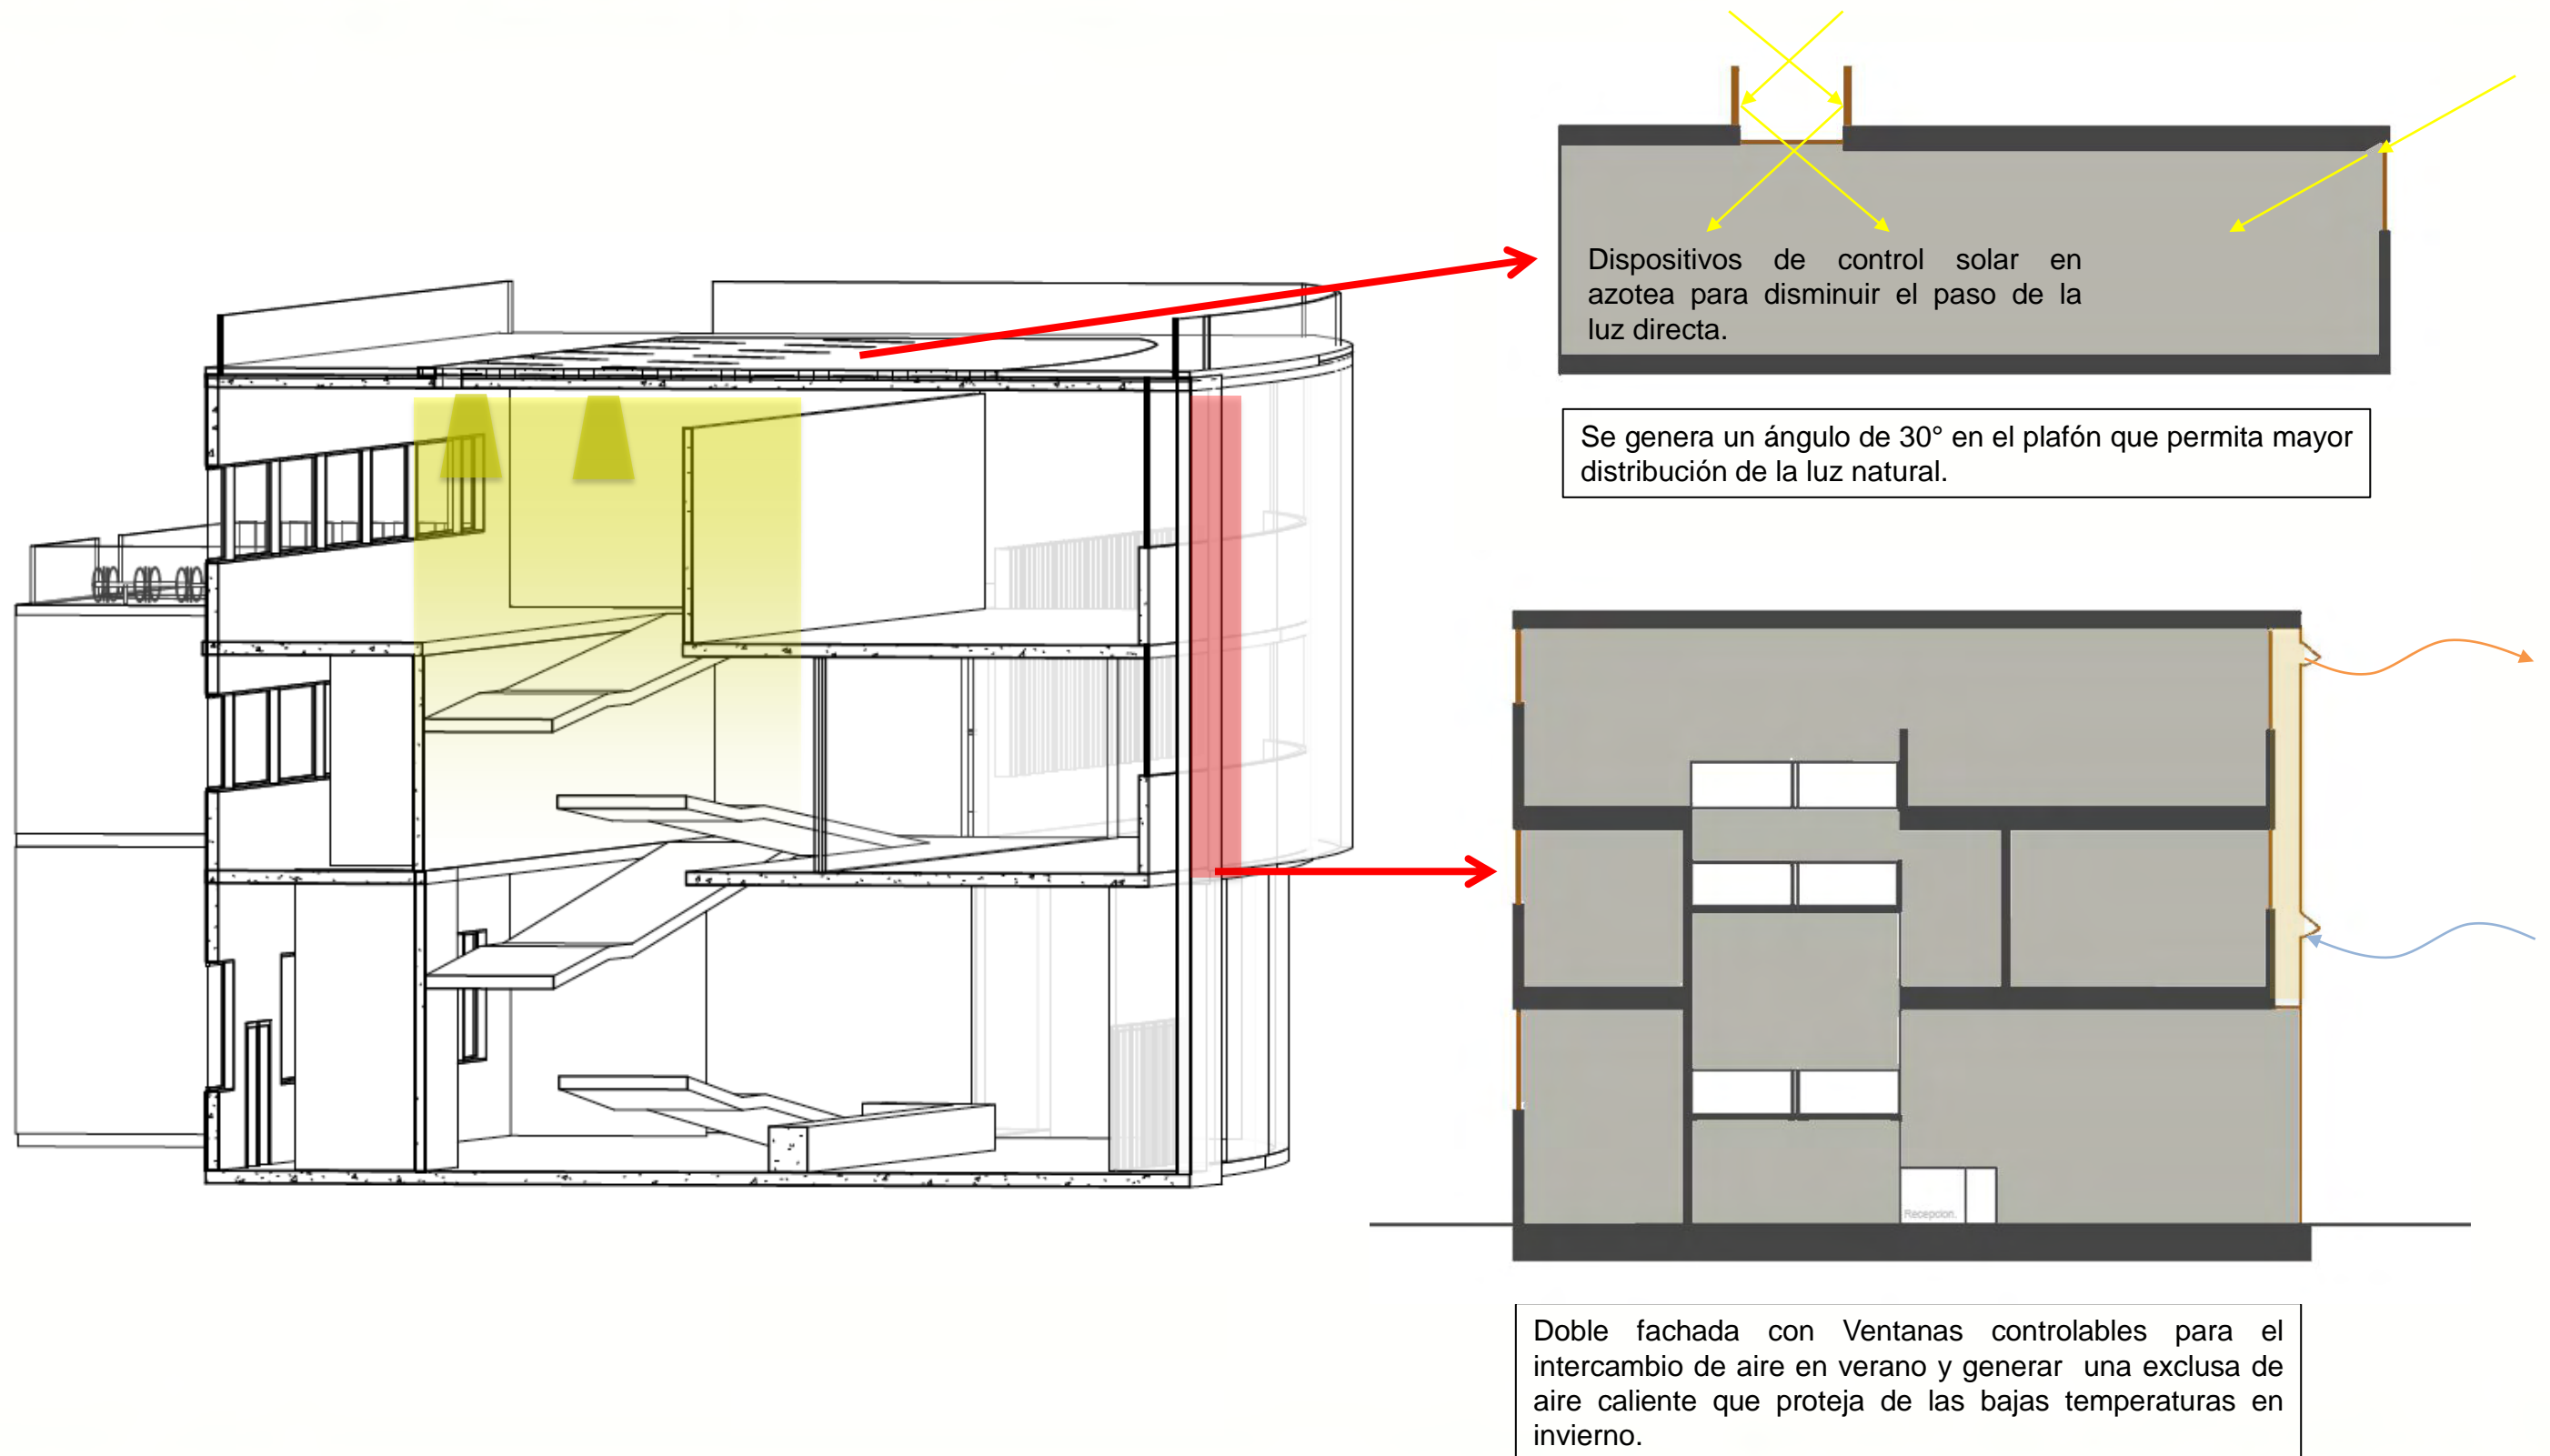 Dispositivos de control solar en
azotea para disminuir el paso de la
luz directa.
Se genera un ángulo de 30° en el plafón que permita mayor
distribución de la luz natural.
Recepcion.
Doble fachada con Ventanas controlables para el
intercambio de aire en verano y generar una exclusa de
aire caliente que proteja de las bajas temperaturas en
invierno.